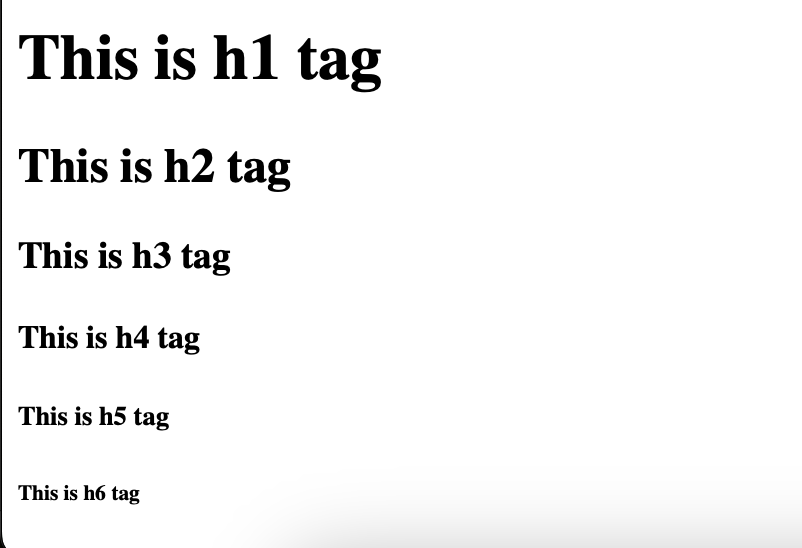 This is h1 tag
This is h2 tag
This is h3 tag
This is h4 tag
This is h5 tag
This is h6 tag